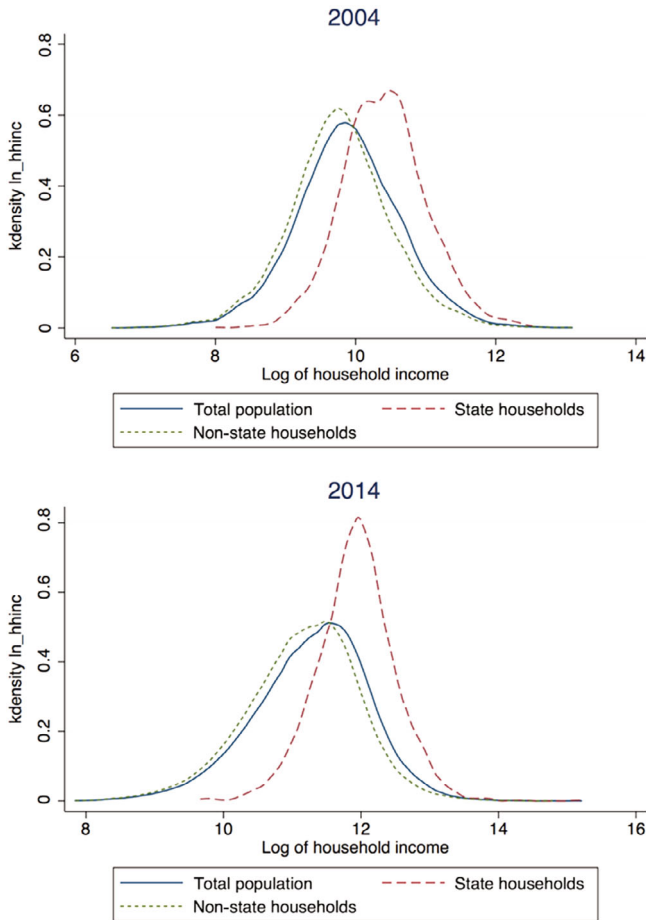 2004
kdensity ln_hhinc
0.8
0.6
0.4
0.2
0
6 8 10 12 14
Log of household income
Total population State households
Non-state households
2014
kdensity ln_hhinc
0.8
0.6
0.4
0.2
0
8 10 12 14 16
Log of household income
Total population State households
Non-state households